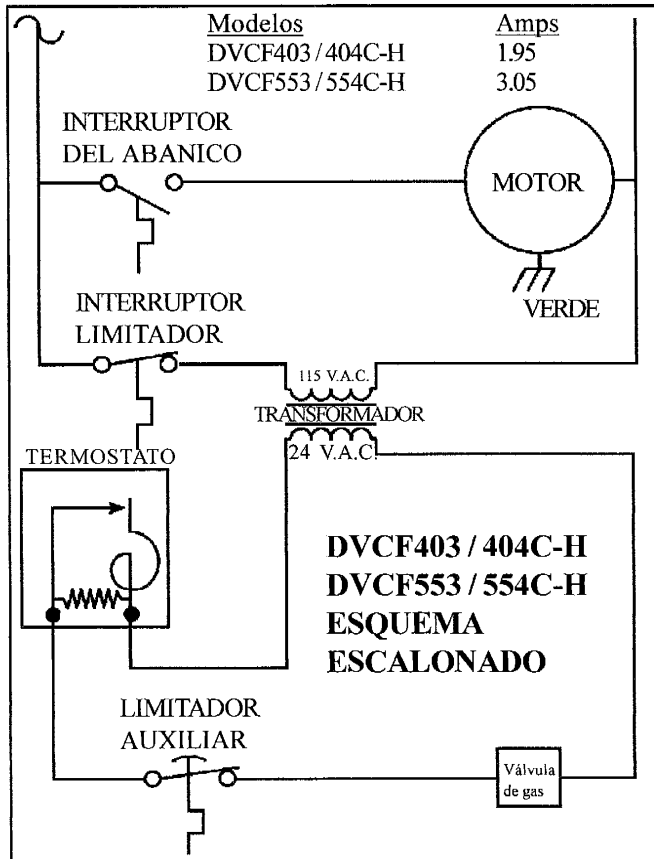 Modelos Amps
DVCF403 / 404C-H 1.95
DVCF553 / 554C-H 3.05
INTERRUPTOR
DEL ABANICO
MOTOR
VERDE
INTERRUPTOR
LIMITADOR
115 V.A.C.
TRANSFORMADOR
24 V.A.C.
TERMOSTATO
DVCF403 / 404C-H
DVCF553 / 554C-H
ESQUEMA
ESCALONADO
LIMITADOR
AUXILIAR
Válvula
de gas